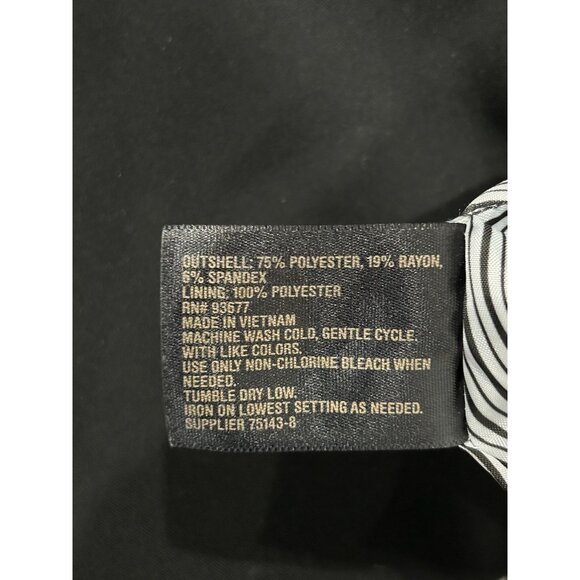 OUTSHELL: 75% POLYESTER, 19% RAYON,
6% SPANDEX
LINING: 100% POLYESTER
RN# 93677
MADE IN VIETNAM
MACHINE WASH COLD, GENTLE CYCLE,
WITH LIKE COLORS.
USE ONLY NON-CHLORINE BLEACH WHEN
NEEDED.
TUMBLE DRY LOW.
IRON ON LOWEST SETTING AS NEEDED.
SUPPLIER 75143-8